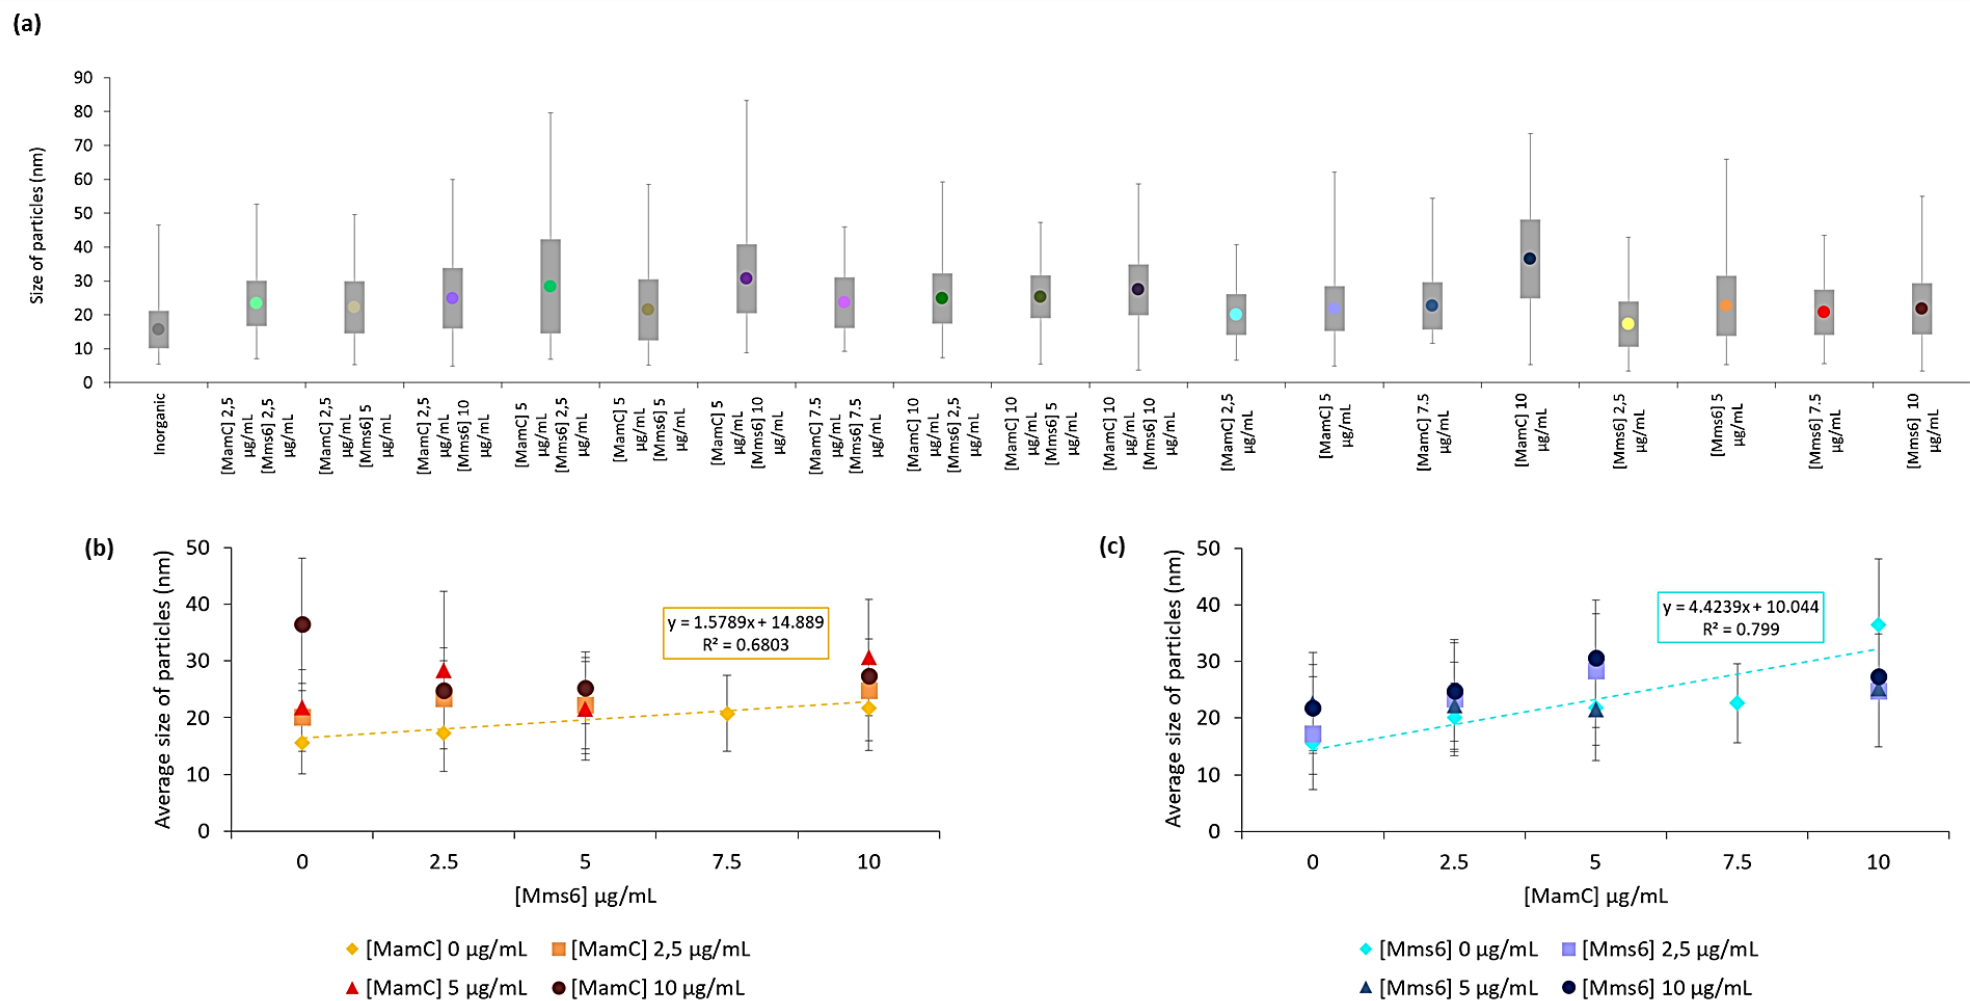 (a)
Size of particles (nm)
90
80
70
60
50
40
30
20
10
0
Inorganic
[MamC] 2,5
µg/mL
[Mms6] 2,5
µg/mL
[MamC] 2,5
µg/mL
[Mms6] 5
µg/mL
[MamC] 2,5
µg/mL
[Mms6] 10
µg/mL
[MamC] 5
µg/mL
[Mms6] 2,5
µg/mL
[MamC] 5
µg/mL
[Mms6] 5
µg/mL
[MamC] 5
µg/mL
[Mms6] 10
µg/mL
[MamC] 7.5
µg/mL
[Mms6] 7.5
µg/mL
[MamC] 10
µg/mL
[Mms6] 2,5
µg/mL
[MamC] 10
µg/mL
[Mms6] 5
µg/mL
[MamC] 10
µg/mL
[Mms6] 10
µg/mL
[MamC] 2,5
µg/mL
[MamC] 5
µg/mL
[MamC] 7.5
µg/mL
[MamC] 10
µg/mL
[Mms6] 2,5
µg/mL
[Mms6] 5
µg/mL
[Mms6] 7.5
µg/mL
[Mms6] 10
µg/mL
(b)
Average size of particles (nm)
50
40
30
20
10
0
y = 1.5789x + 14.889
R² = 0.6803
0 2.5 5 7.5 10
[Mms6] µg/mL
[MamC] 0 µg/mL [MamC] 2,5 µg/mL
[MamC] 5 µg/mL [MamC] 10 µg/mL
(c)
Average size of particles (nm)
50
40
30
20
10
0
y = 4.4239x + 10.044
R² = 0.799
0 2.5 5 7.5 10
[MamC] µg/mL
[Mms6] 0 µg/mL [Mms6] 2,5 µg/mL
[Mms6] 5 µg/mL [Mms6] 10 µg/mL